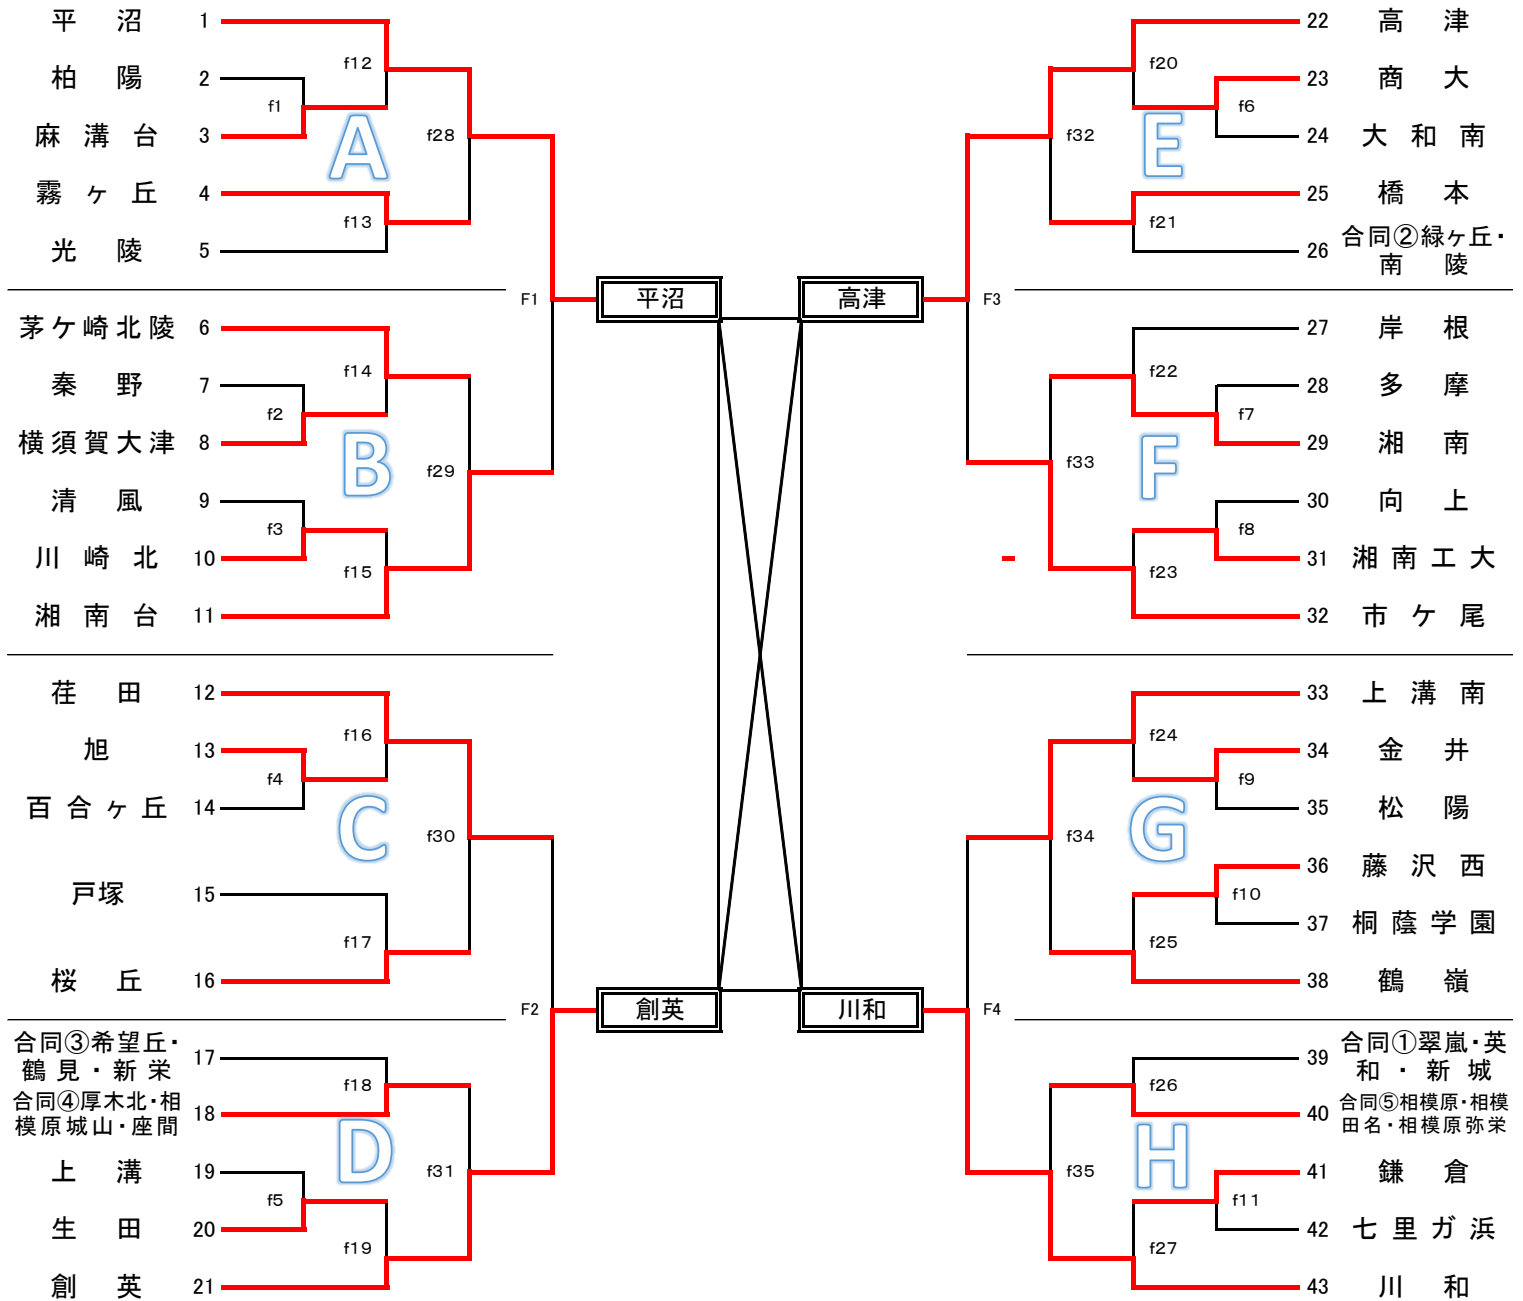 平沼 1
柏陽 2
麻溝台 3
霧ヶ丘 4
光陵 5
f1
f12
f13
f28
A
茅ケ崎北陵 6
秦野 7
横須賀大津 8
清風 9
川崎北 10
湘南台 11
f2
f3
f14
f15
f29
B
F1
平沼
荏田 12
旭 13
百合ヶ丘 14
戸塚 15
桜丘 16
f4
f16
f17
f30
C
合同③希望丘・
鶴見・新栄
17
合同④厚木北・相
模原城山・座間
18
上溝 19
生田 20
創英 21
f5
f18
f19
f31
D
F2
創英
22 高津
23 商大
24 大和南
25 橋本
26 合同②緑ヶ丘・
南陵
f6
f20
f21
f32
E
27 岸根
28 多摩
29 湘南
30 向上
31 湘南工大
32 市ケ尾
f7
f8
f22
f23
f33
F
F3
高津
33 上溝南
34 金井
35 松陽
36 藤沢西
37 桐蔭学園
38 鶴嶺
f9
f10
f24
f25
f34
G
39 合同①翠嵐・英
和・新城
40 合同⑤相模原・相模
田名・相模原弥栄
41 鎌倉
42 七里ガ浜
43 川和
f11
f26
f27
f35
H
F4
川和